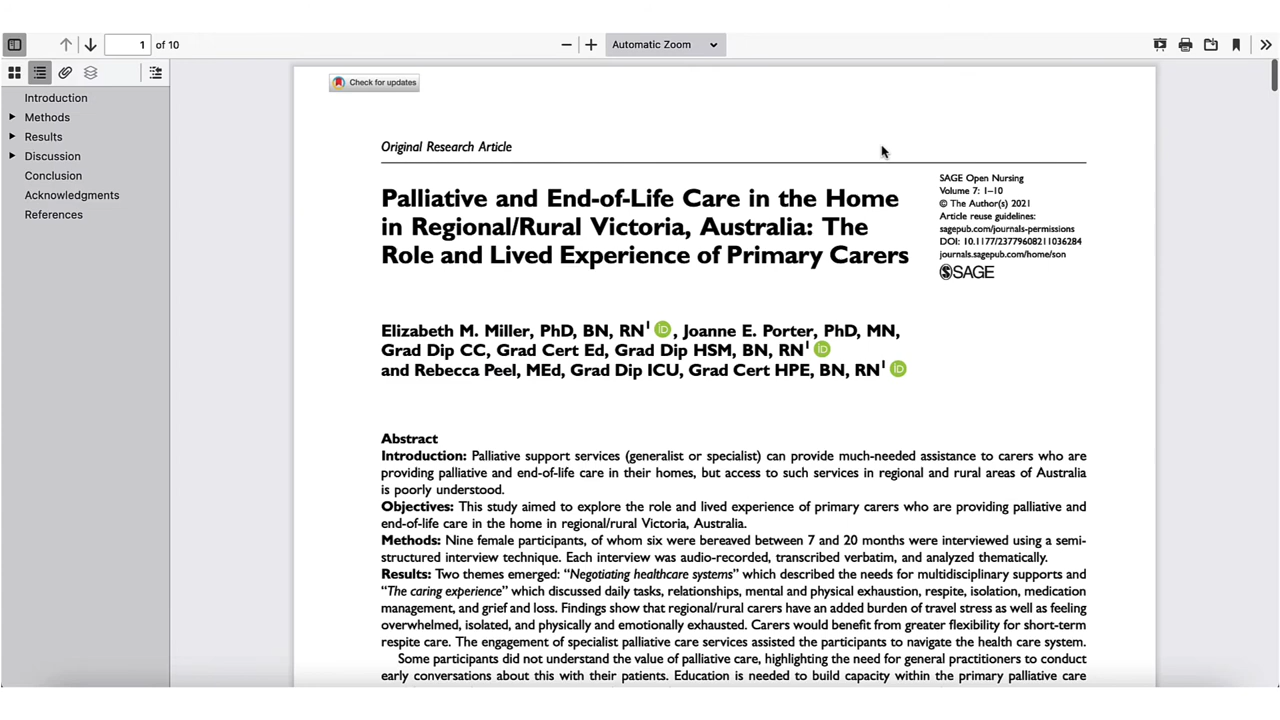 1 of 10
Automatic Zoom
Introduction
Methods
Results
Discussion
Conclusion
Acknowledgments
References
Check for updates
Original Research Article
Palliative and End-of-Life Care in the Home
in Regional/Rural Victoria, Australia: The
Role and Lived Experience of Primary Carers
SAGE Open Nursing
Volume 7: 1–10
© The Author(s) 2021
Article reuse guidelines:
sagepub.com/journals-permissions
DOI: 10.1177/23779608211036284
journals.sagepub.com/home/son
SAGE
Elizabeth M. Miller, PhD, BN, RN¹ iD, Joanne E. Porter, PhD, MN,
Grad Dip CC, Grad Cert Ed, Grad Dip HSM, BN, RN¹ iD
and Rebecca Peel, MEd, Grad Dip ICU, Grad Cert HPE, BN, RN¹ iD
Abstract
Introduction: Palliative support services (generalist or specialist) can provide much-needed assistance to carers who are
providing palliative and end-of-life care in their homes, but access to such services in regional and rural areas of Australia
is poorly understood.
Objectives: This study aimed to explore the role and lived experience of primary carers who are providing palliative and
end-of-life care in the home in regional/rural Victoria, Australia.
Methods: Nine female participants, of whom six were bereaved between 7 and 20 months were interviewed using a semi-
structured interview technique. Each interview was audio-recorded, transcribed verbatim, and analyzed thematically.
Results: Two themes emerged: “Negotiating healthcare systems” which described the needs for multidisciplinary supports and
“The caring experience” which discussed daily tasks, relationships, mental and physical exhaustion, respite, isolation, medication
management, and grief and loss. Findings show that regional/rural carers have an added burden of travel stress as well as feeling
overwhelmed, isolated, and physically and emotionally exhausted. Carers would benefit from greater flexibility for short-term
respite care. The engagement of specialist palliative care services assisted the participants to navigate the health care system.
Some participants did not understand the value of palliative care, highlighting the need for general practitioners to conduct
early conversations about this with their patients. Education is needed to build capacity within the primary palliative care